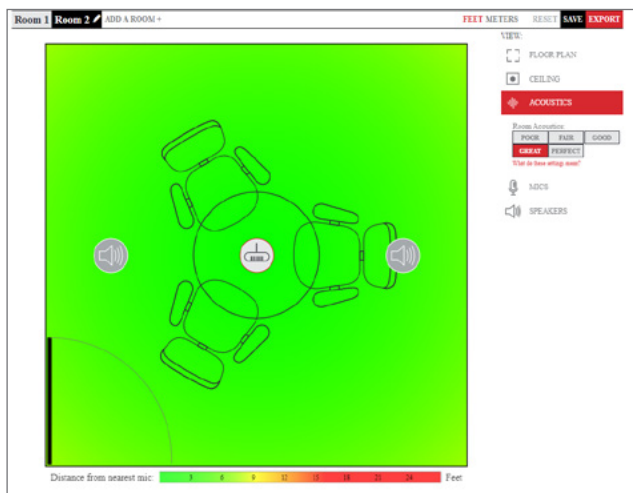 Room 1 Room 2 ADD A ROOM + FEET METERS RESET SAVE EXPORT
VIEW:
FLOOR PLAN
CEILING
ACOUSTICS
Room Acoustics:
POOR FAIR GOOD
GREAT PERFECT
What do these settings mean?
MICS
SPEAKERS
Distance from nearest mic: 3 6 9 12 15 18 21 24 Feet